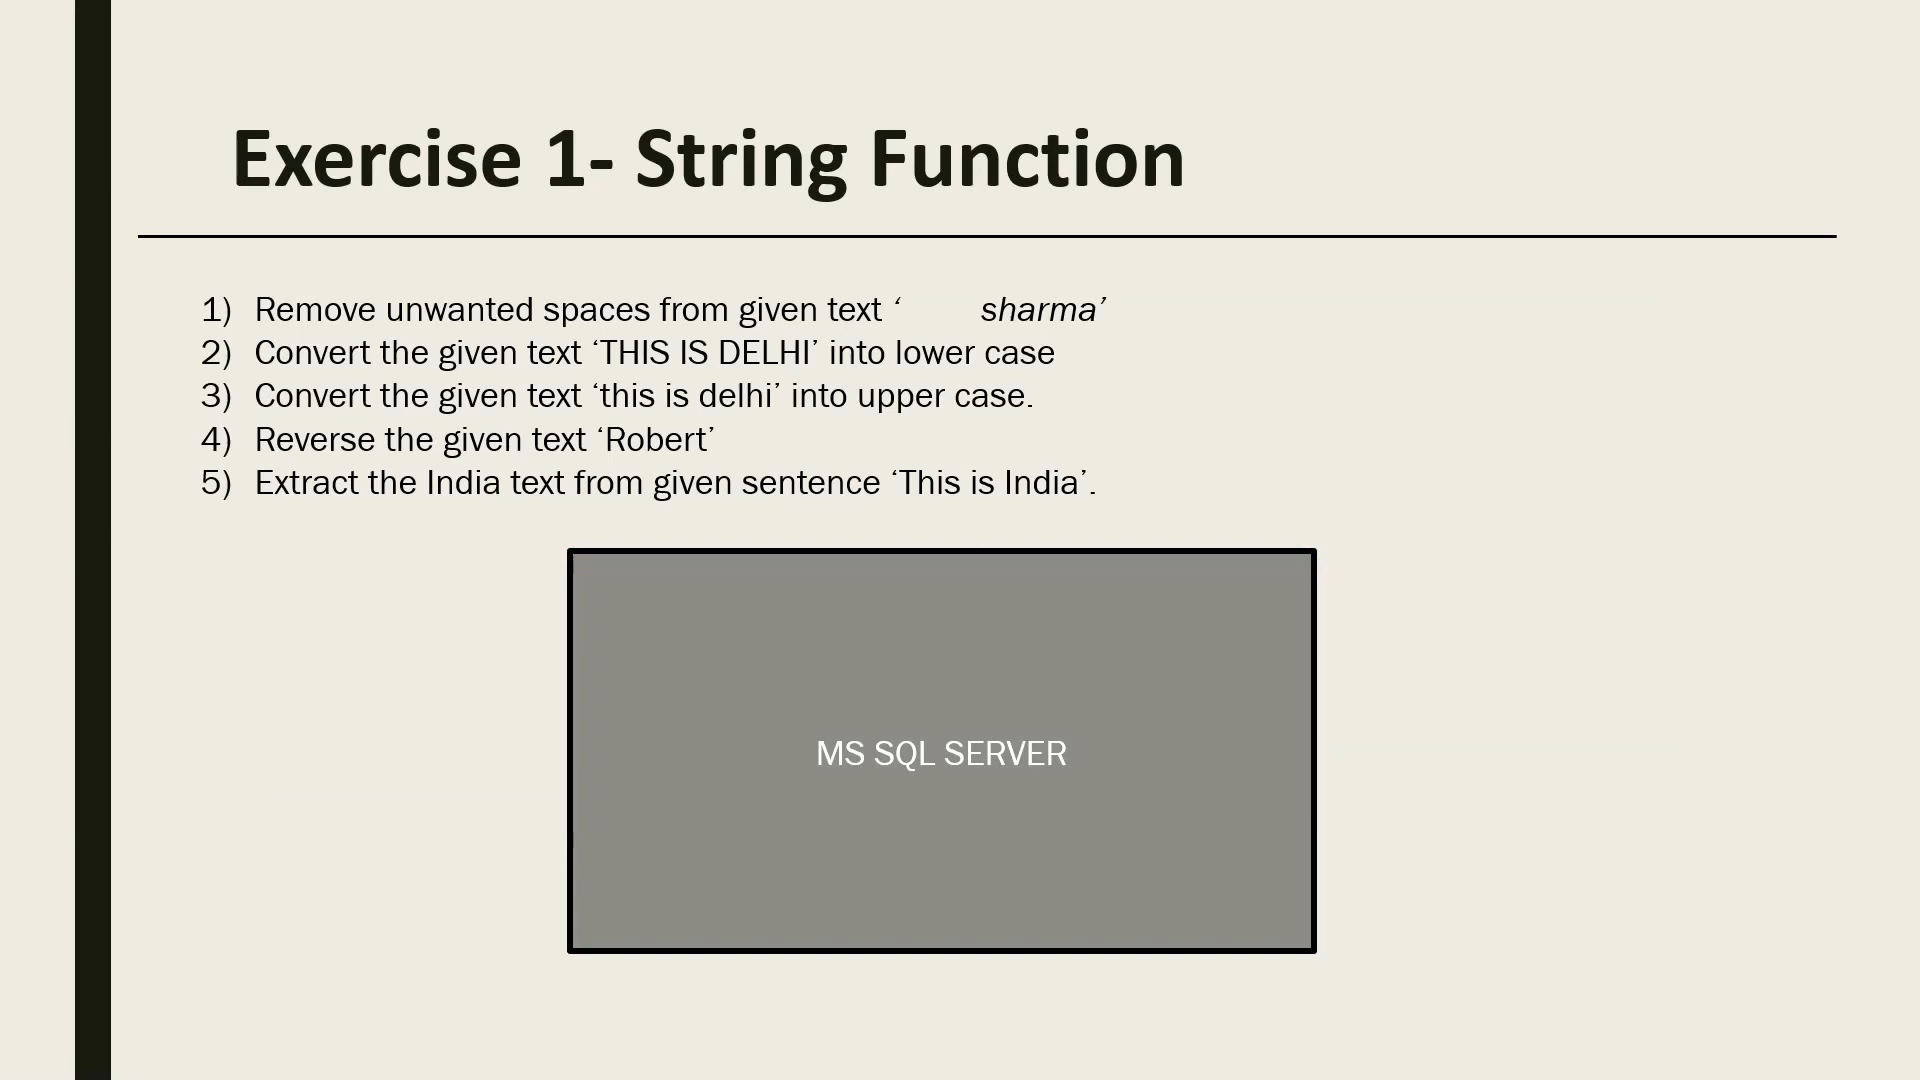 Exercise 1- String Function
1) Remove unwanted spaces from given text ‘        sharma’
2) Convert the given text ‘THIS IS DELHI’ into lower case
3) Convert the given text ‘this is delhi’ into upper case.
4) Reverse the given text ‘Robert’
5) Extract the India text from given sentence ‘This is India’.
MS SQL SERVER